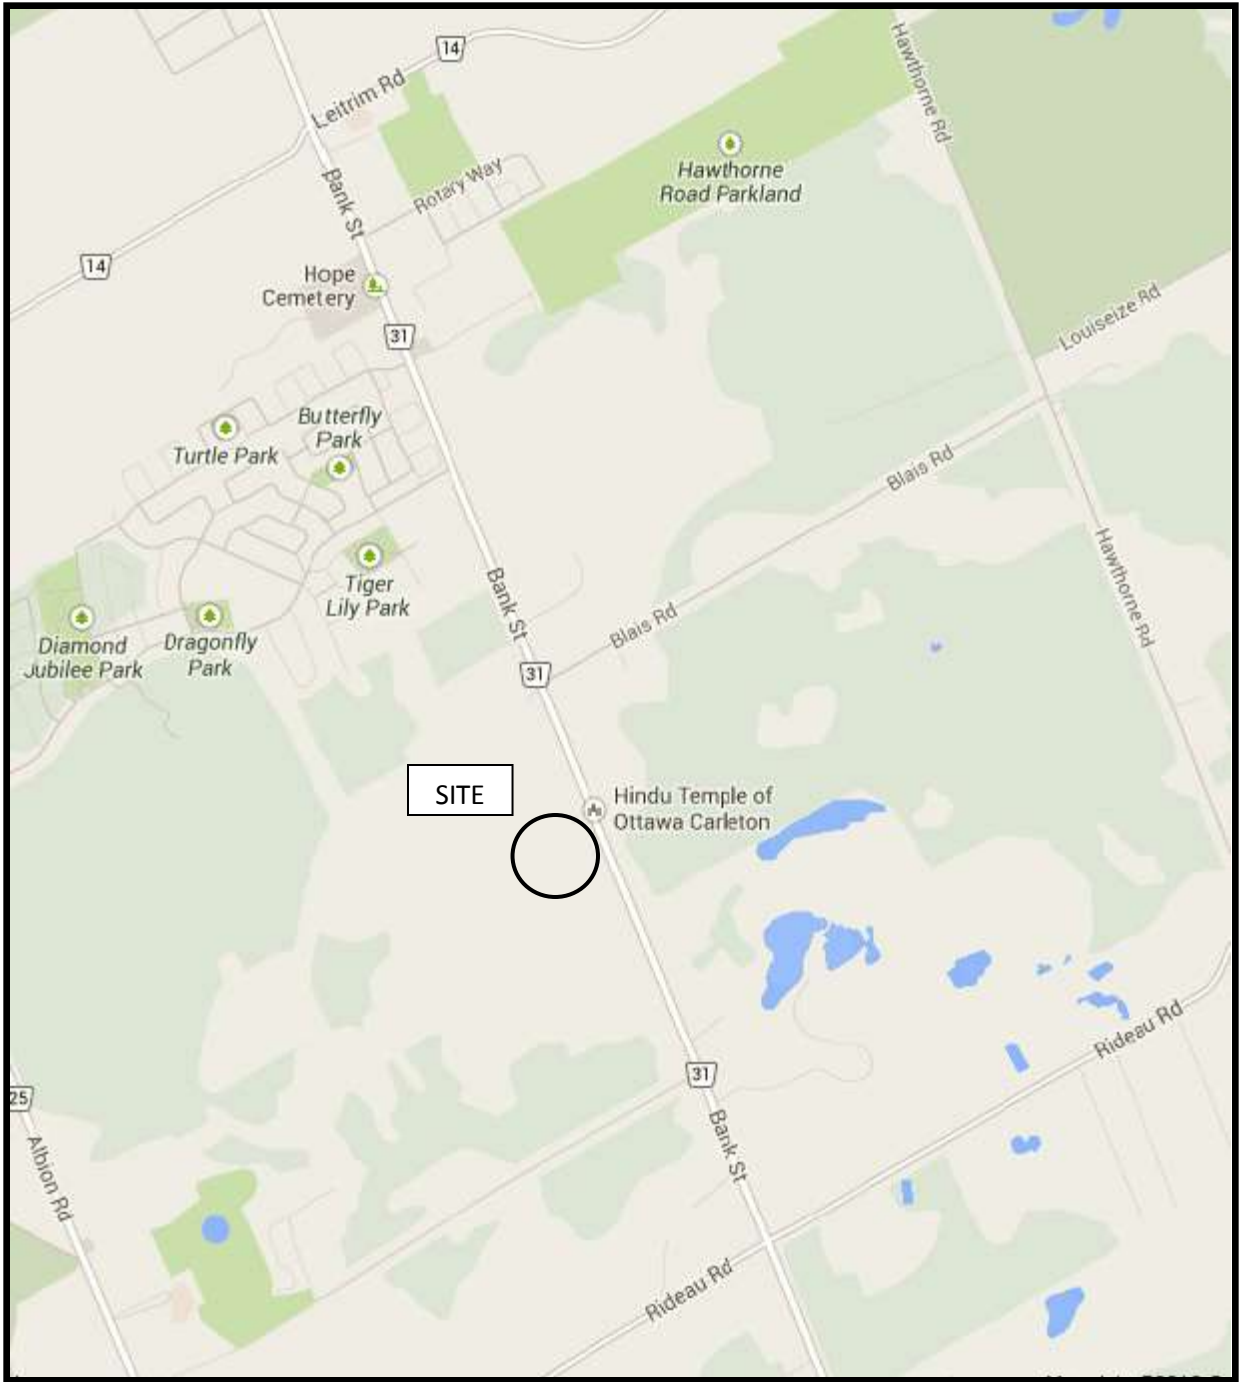 14
Hawthorne Rd
Leitrim Rd
Hawthorne
Road Parkland
Rotary Way
Bank St
14
Hope
Cemetery
31
Louiseize Rd
Butterfly
Park
Turtle Park
Blais Rd
Hawthorne Rd
Tiger
Lily Park
Bank St
Blais Rd
Diamond
Jubilee Park
Dragonfly
Park
31
SITE
Hindu Temple of
Ottawa Carleton
Rideau Rd
31
25
Bank St
Albion Rd
Rideau Rd